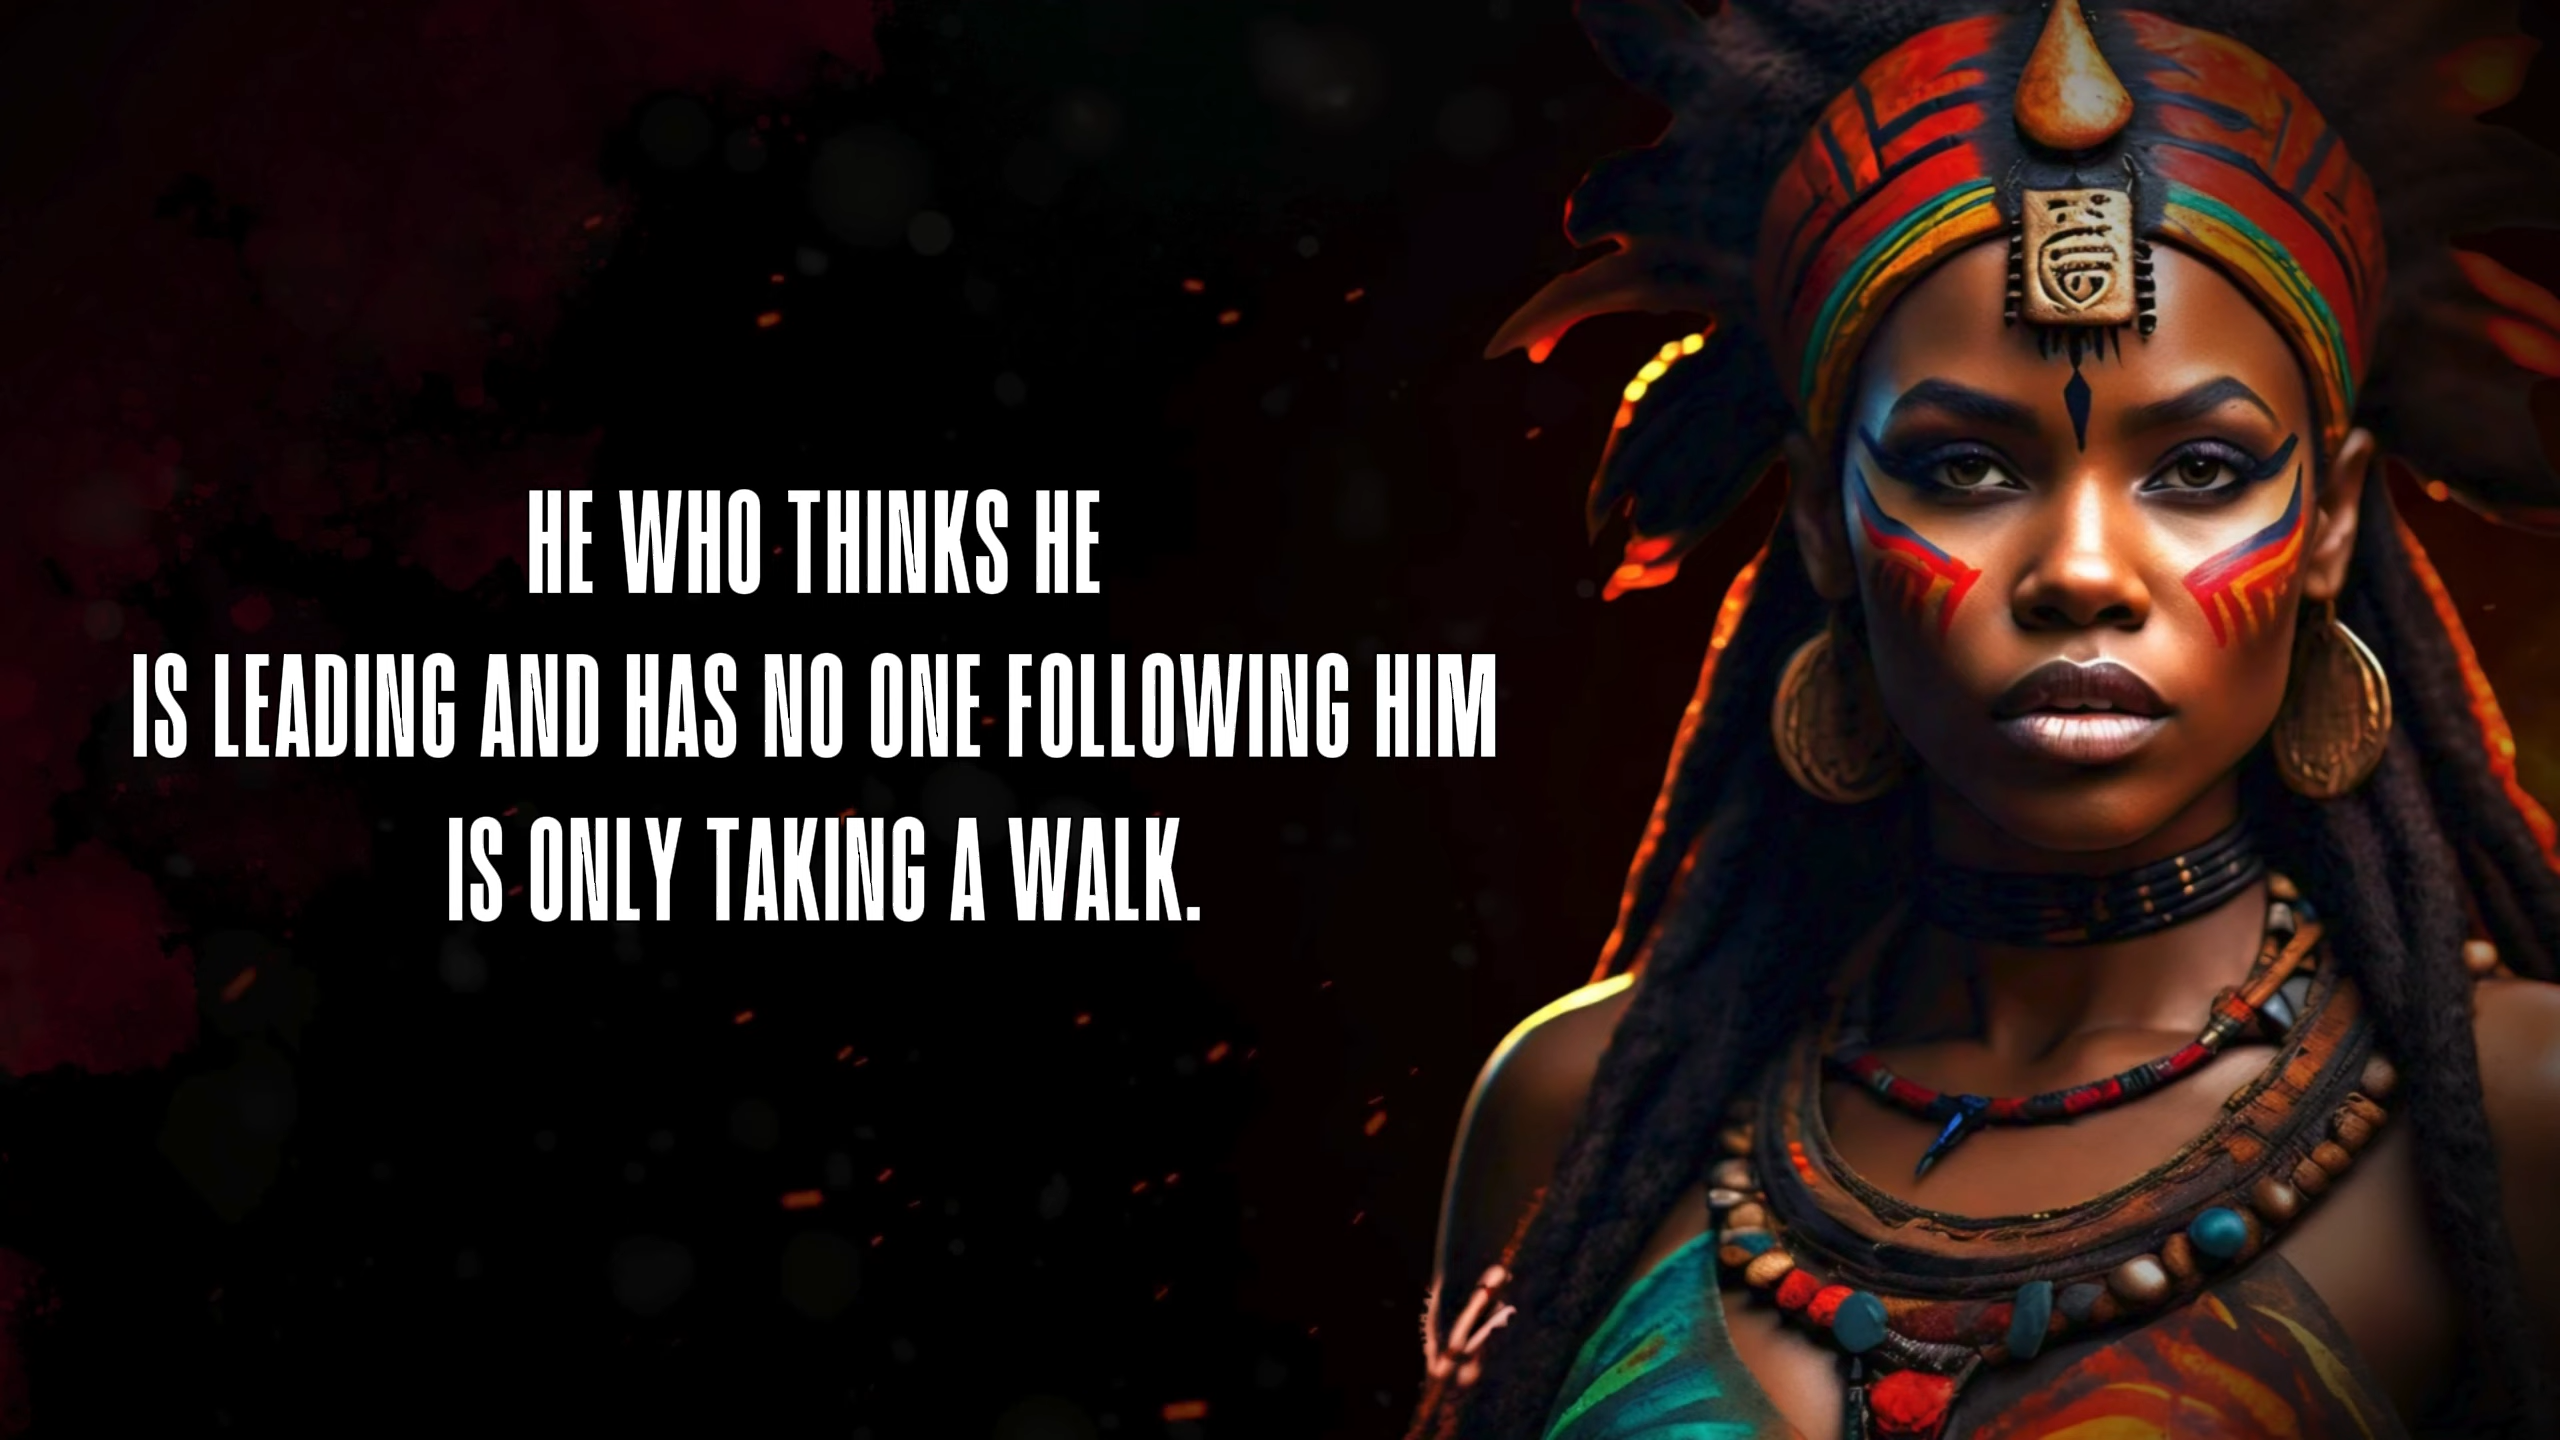 HE WHO THINKS HE
IS LEADING AND HAS NO ONE FOLLOWING HIM
IS ONLY TAKING A WALK.